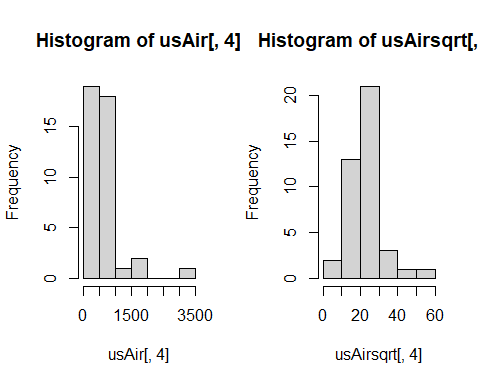 Histogram of usAir[, 4]
Frequency
0 5 10 15
0 1500 3500
usAir[, 4]
Histogram of usAirsqrt[,
Frequency
0 5 10 15 20
0 20 40 60
usAirsqrt[, 4]